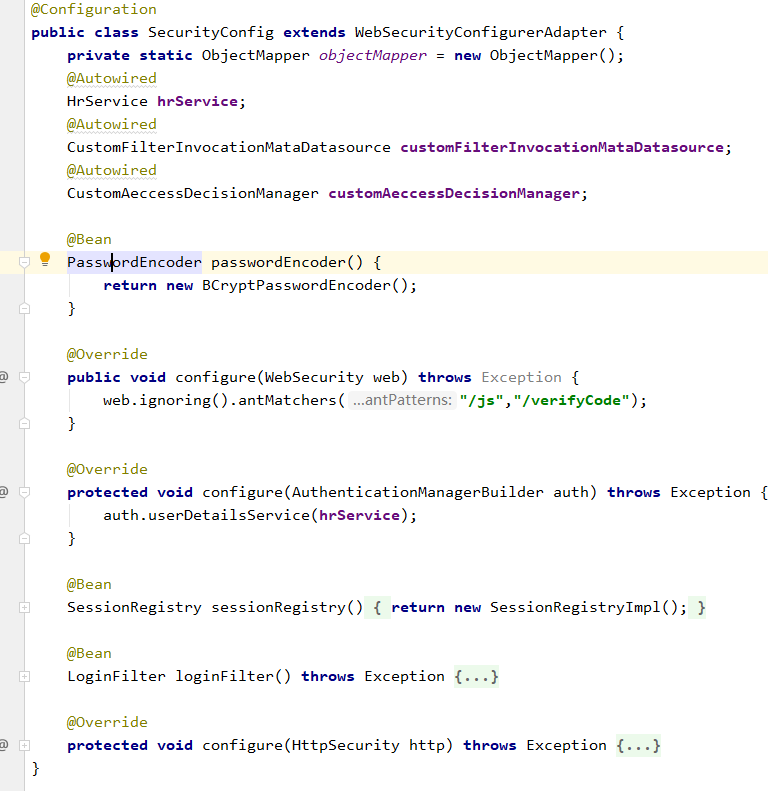 @Configuration
public class SecurityConfig extends WebSecurityConfigurerAdapter {
    private static ObjectMapper objectMapper = new ObjectMapper();
    @Autowired
    HrService hrService;
    @Autowired
    CustomFilterInvocationMataDatasource customFilterInvocationMataDatasource;
    @Autowired
    CustomAeccessDecisionManager customAeccessDecisionManager;
    @Bean
    PasswordEncoder passwordEncoder() {
        return new BCryptPasswordEncoder();
    }
    @Override
    public void configure(WebSecurity web) throws Exception {
        web.ignoring().antMatchers( ...antPatterns: "/js","/verifyCode");
    }
    @Override
    protected void configure(AuthenticationManagerBuilder auth) throws Exception {
        auth.userDetailsService(hrService);
    }
    @Bean
    SessionRegistry sessionRegistry() { return new SessionRegistryImpl(); }
    @Bean
    LoginFilter loginFilter() throws Exception {...}
    @Override
    protected void configure(HttpSecurity http) throws Exception {...}
}